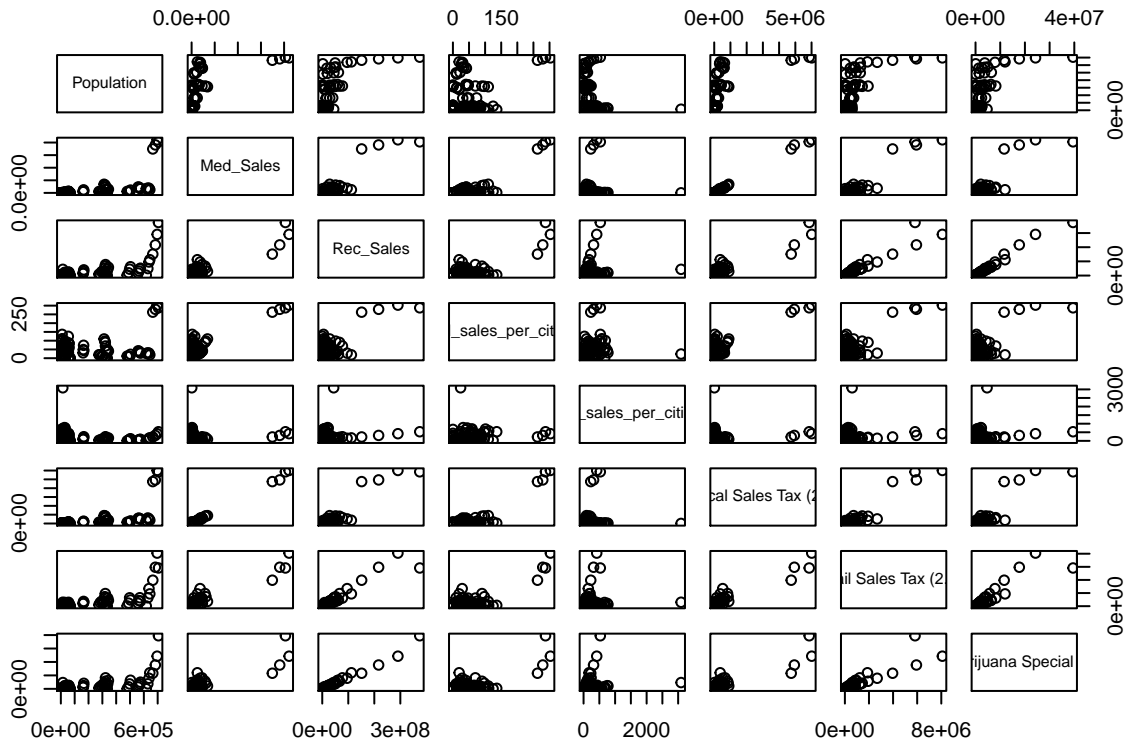 0.0e+00 0 150 0e+00 5e+06 0e+00 4e+07
Population
0e+00
Med_Sales
0.0e+00
Rec_Sales
0e+00
_sales_per_cit
0 250
_sales_per_citi
0 3000
cal Sales Tax (2
0e+00
ail Sales Tax (2.
0e+00
rijuana Special
0e+00
0e+00 6e+05 0e+00 3e+08 0 2000 0e+00 8e+06